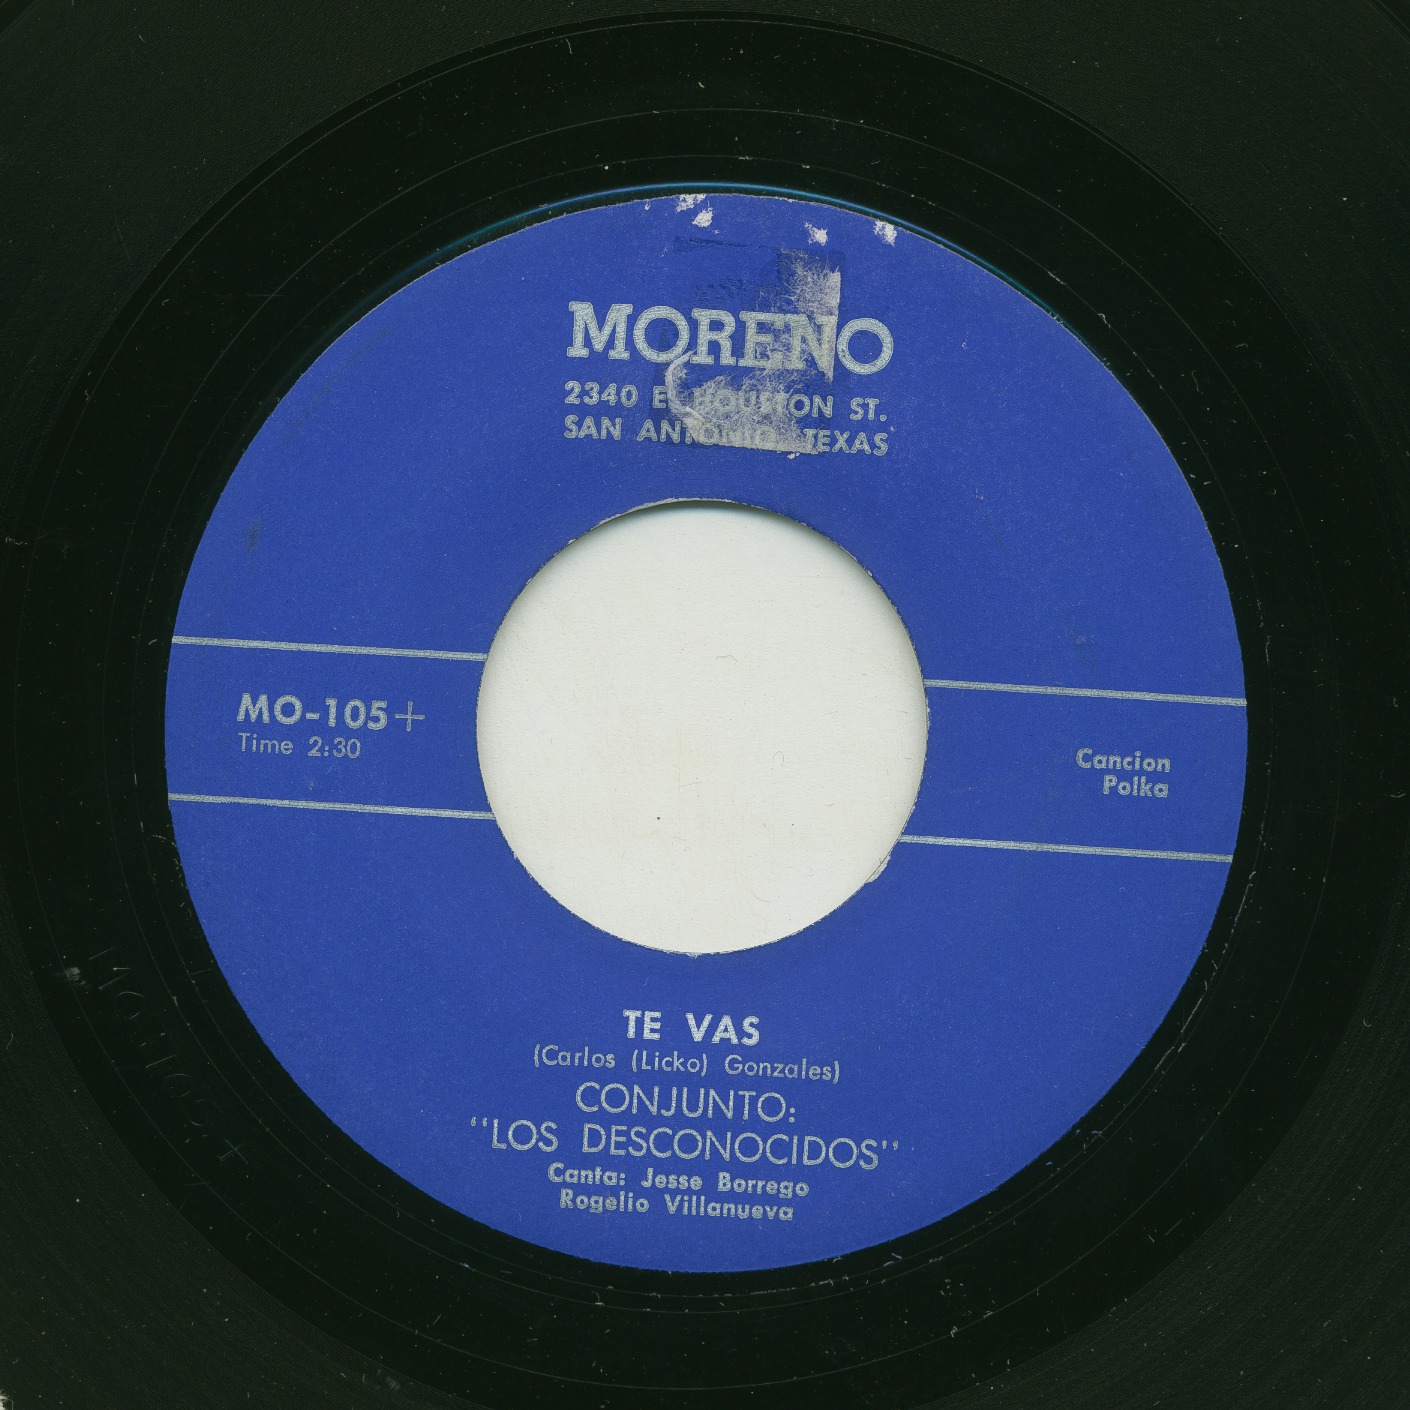 MORENO
2340 E. HOUSTON ST.
SAN ANTONIO, TEXAS
MO-105+
Time 2:30
Cancion
Polka
TE VAS
(Carlos (Licko) Gonzales)
CONJUNTO:
"LOS DESCONOCIDOS"
Canta: Jesse Borrego
Rogelio Villanueva